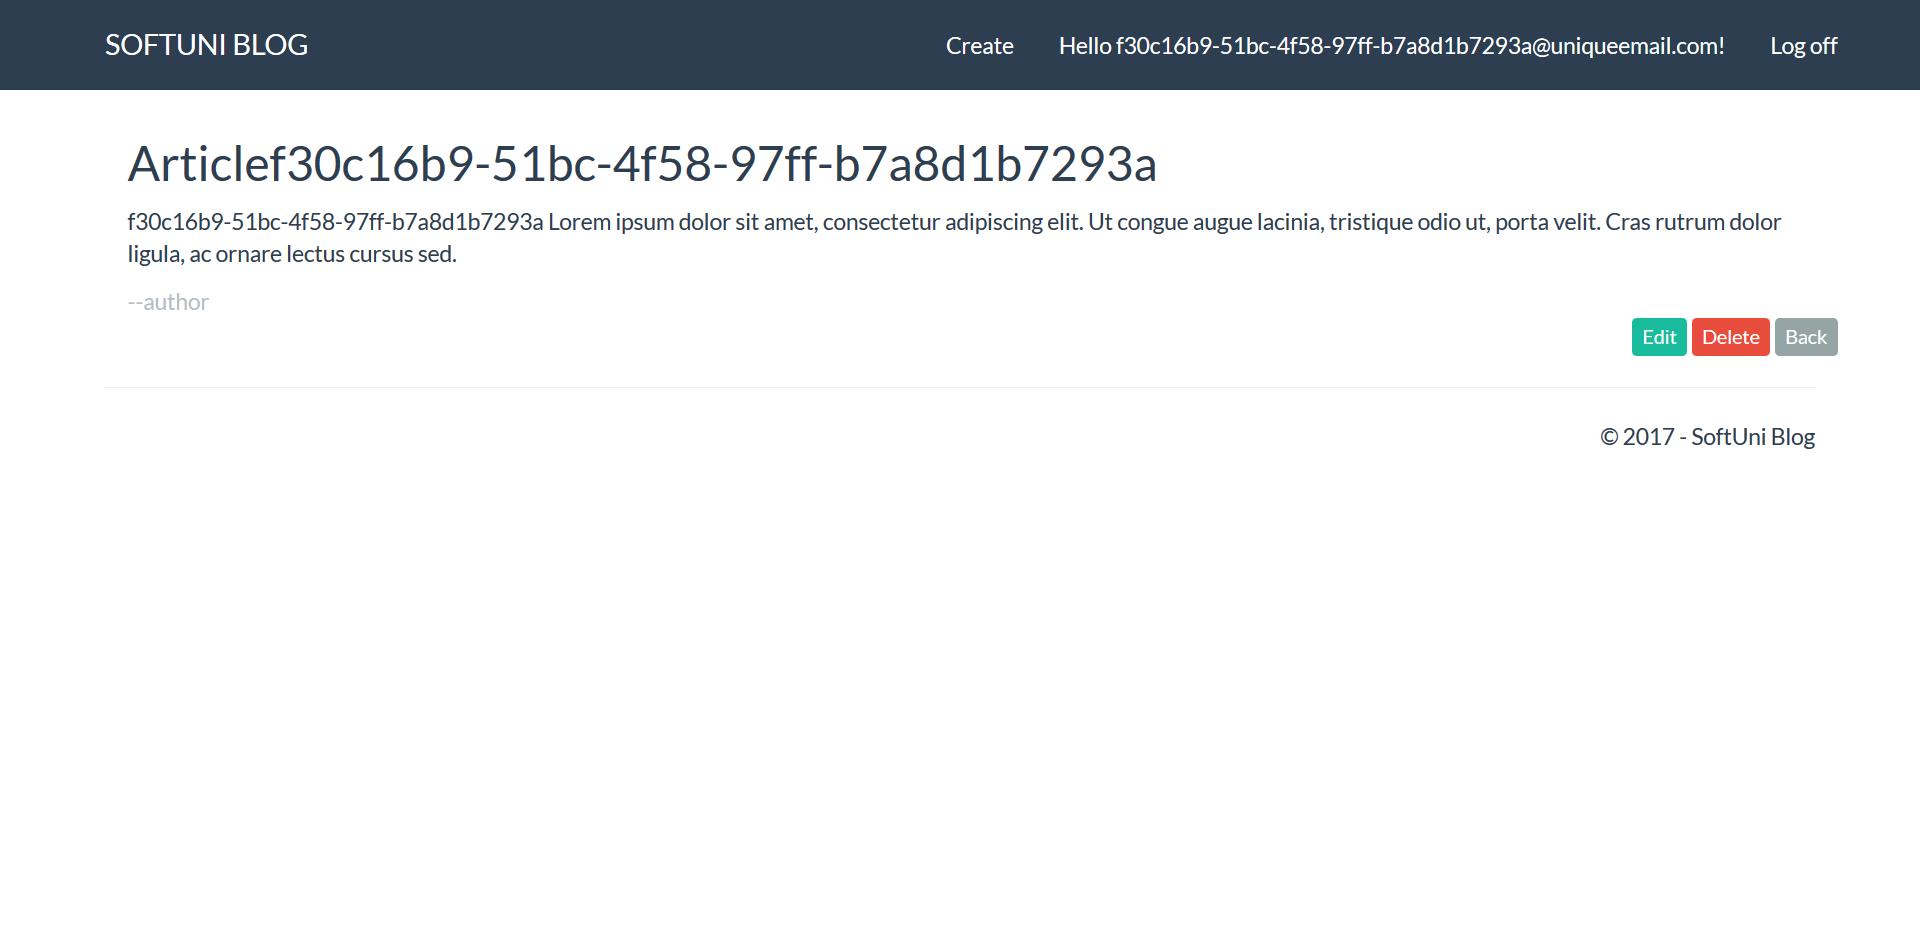 SOFTUNI BLOG
Create
Hello f30c16b9-51bc-4f58-97ff-b7a8d1b7293a@uniqueemail.com!
Log off
Articlef30c16b9-51bc-4f58-97ff-b7a8d1b7293a
f30c16b9-51bc-4f58-97ff-b7a8d1b7293a Lorem ipsum dolor sit amet, consectetur adipiscing elit. Ut congue augue lacinia, tristique odio ut, porta velit. Cras rutrum dolor
ligula, ac ornare lectus cursus sed.
--author
Edit
Delete
Back
© 2017 - SoftUni Blog